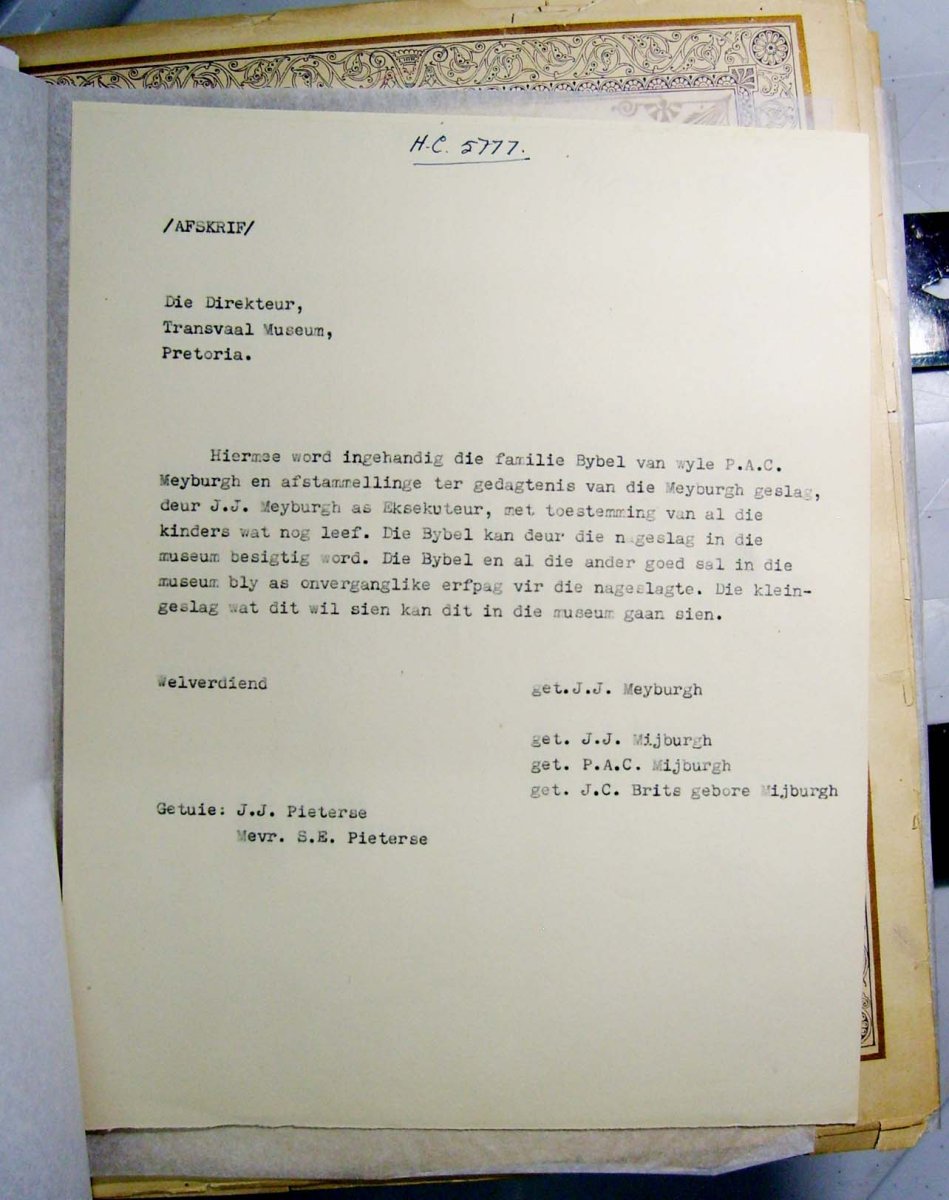 H.C. 5777.
/AFSKRIF/
Die Direkteur,
Transvaal Museum,
Pretoria.
Hiermee word ingehandig die familie Bybel van wyle P.A.C.
Meyburgh en afstammellinge ter gedagtenis van die Meyburgh geslag,
deur J.J. Meyburgh as Eksekuteur, met toestemming van al die
kinders wat nog leef. Die Bybel kan deur die nageslag in die
museum besigtig word. Die Bybel en al die ander goed sal in die
museum bly as onverganglike erfpag vir die nageslagte. Die klein-
geslag wat dit wil sien kan dit in die museum gaan sien.
Welverdiend
get.J.J. Meyburgh
get. J.J. Mijburgh
get. P.A.C. Mijburgh
get. J.C. Brits gebore Mijburgh
Getuie: J.J. Pieterse
Mevr. S.E. Pieterse